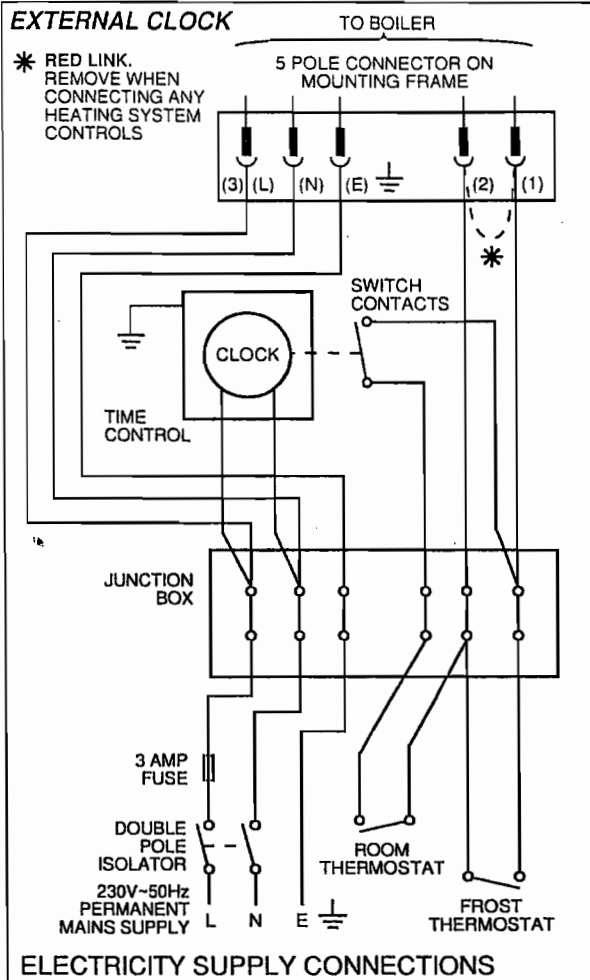 EXTERNAL CLOCK
TO BOILER
✱ RED LINK.
REMOVE WHEN
CONNECTING ANY
HEATING SYSTEM
CONTROLS
5 POLE CONNECTOR ON
MOUNTING FRAME
(3) (L) (N) (E) (2) (1)
✱
SWITCH
CONTACTS
CLOCK
TIME
CONTROL
JUNCTION
BOX
3 AMP
FUSE
DOUBLE
POLE
ISOLATOR
ROOM
THERMOSTAT
230V~50Hz
PERMANENT
MAINS SUPPLY
L N E
FROST
THERMOSTAT
ELECTRICITY SUPPLY CONNECTIONS